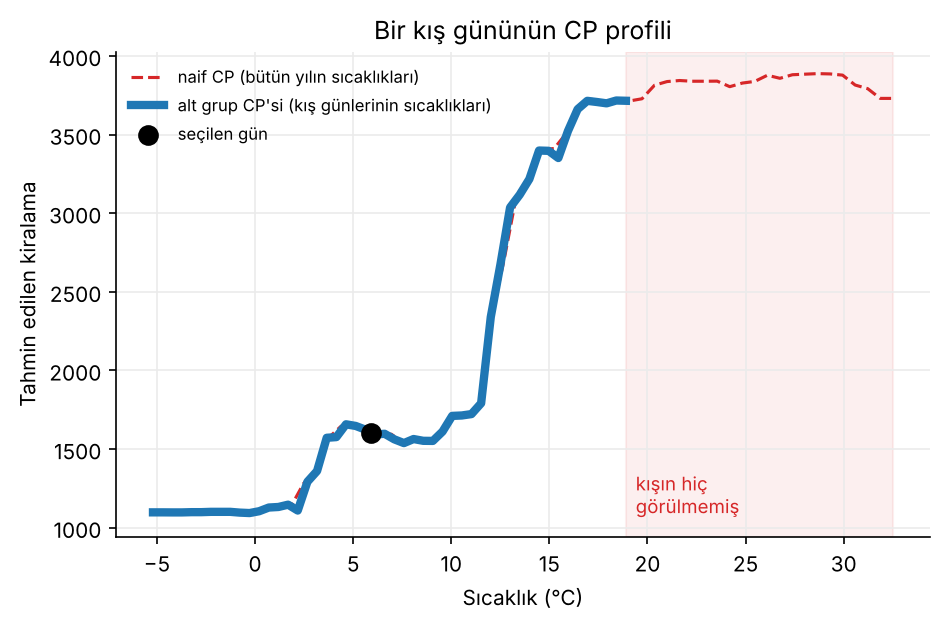 Bir kış gününün CP profili
naif CP (bütün yılın sıcaklıkları)
alt grup CP'si (kış günlerinin sıcaklıkları)
seçilen gün
Tahmin edilen kiralama
4000
3500
3000
2500
2000
1500
1000
kışın hiç
görülmemiş
−5
0
5
10
15
20
25
30
Sıcaklık (°C)